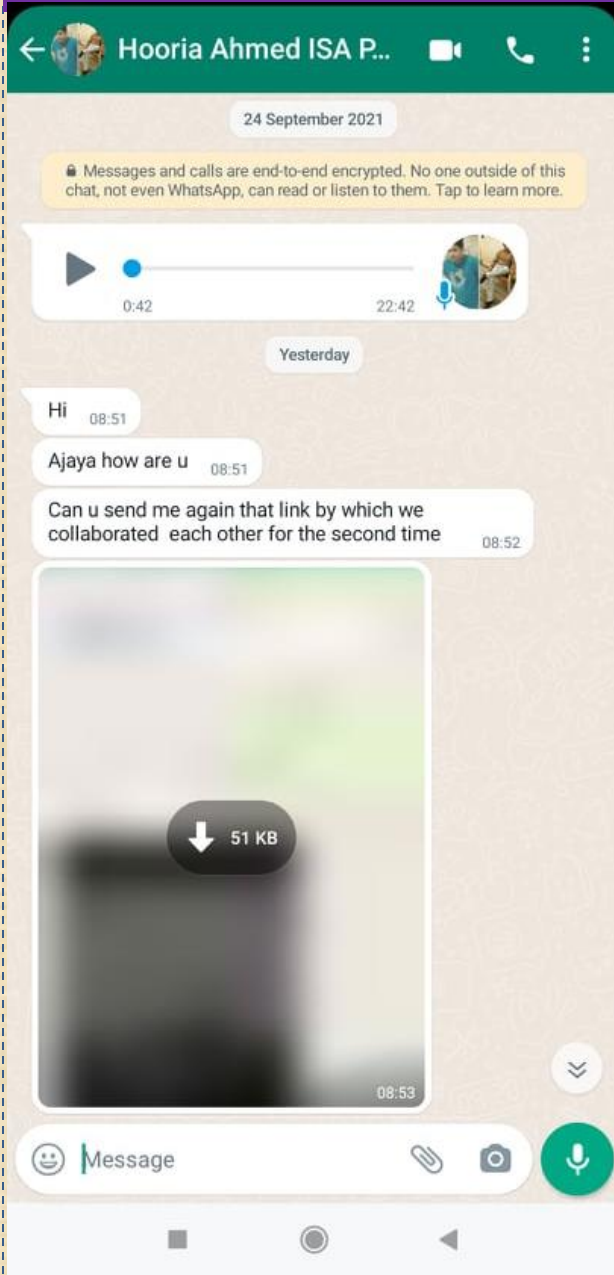 Hooria Ahmed ISA P...
24 September 2021
Messages and calls are end-to-end encrypted. No one outside of this
chat, not even WhatsApp, can read or listen to them. Tap to learn more.
0:42 22:42
Yesterday
Hi 08:51
Ajaya how are u 08:51
Can u send me again that link by which we
collaborated each other for the second time 08:52
51 KB
08:53
Message